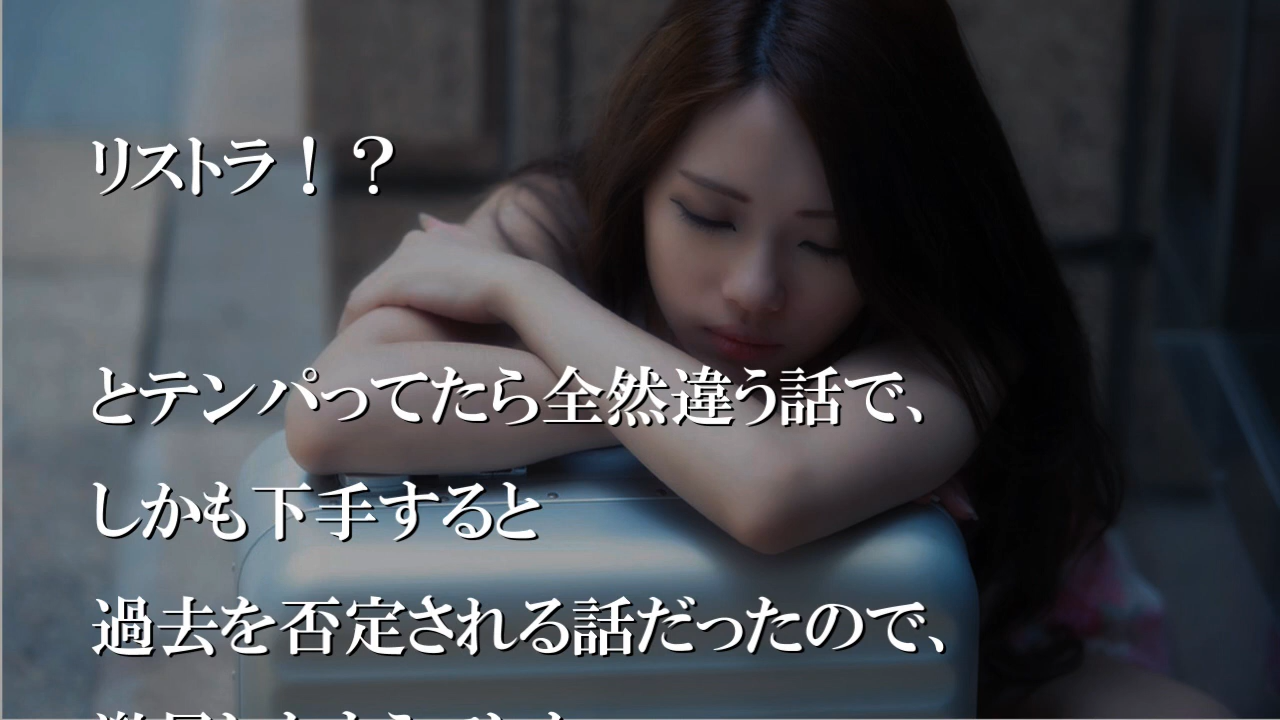 リストラ！？
とテンパってたら全然違う話で、
しかも下手すると
過去を否定される話だったので、